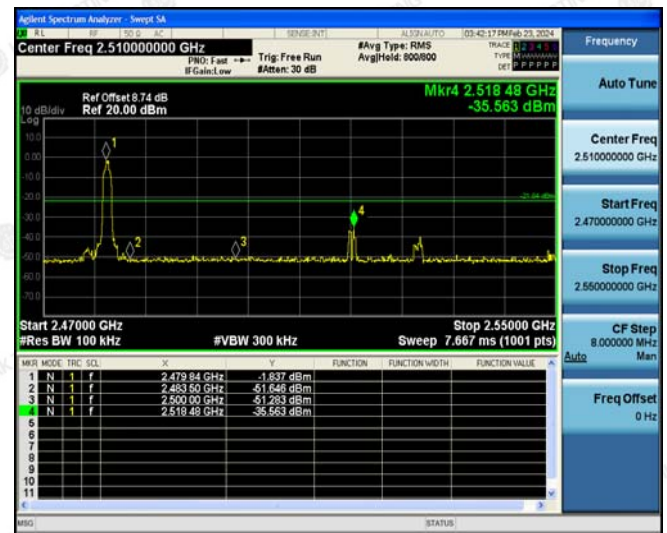 Agilent Spectrum Analyzer - Swept SA
RL RF 50 Ω AC SENSE:INT ALIGN AUTO 03:42:17 PM Feb 23, 2024
Center Freq 2.510000000 GHz
PNO: Fast
IFGain:Low
Trig: Free Run
#Atten: 30 dB
#Avg Type: RMS
Avg|Hold: 800/800
TRACE 1 2 3 4 5 6
TYPE
DET P P P P P P
Mkr4 2.518 48 GHz
-35.563 dBm
Ref Offset 8.74 dB
Ref 20.00 dBm
10 dB/div
Log
10.0
0.00
-10.0
-20.0
-30.0
-40.0
-50.0
-60.0
-70.0
1
2
3
4
Start 2.47000 GHz
Stop 2.55000 GHz
#Res BW 100 kHz
#VBW 300 kHz
Sweep 7.667 ms (1001 pts)
MKR MODE TRC SCL X Y FUNCTION FUNCTION WIDTH FUNCTION VALUE
1 N 1 f 2.479 84 GHz -1.837 dBm
2 N 1 f 2.483 50 GHz -51.646 dBm
3 N 1 f 2.500 00 GHz -51.283 dBm
4 N 1 f 2.518 48 GHz -35.563 dBm
5
6
7
8
9
10
11
MSG
STATUS
Frequency
Auto Tune
Center Freq
2.510000000 GHz
Start Freq
2.470000000 GHz
Stop Freq
2.550000000 GHz
CF Step
8.000000 MHz
Auto Man
Freq Offset
0 Hz